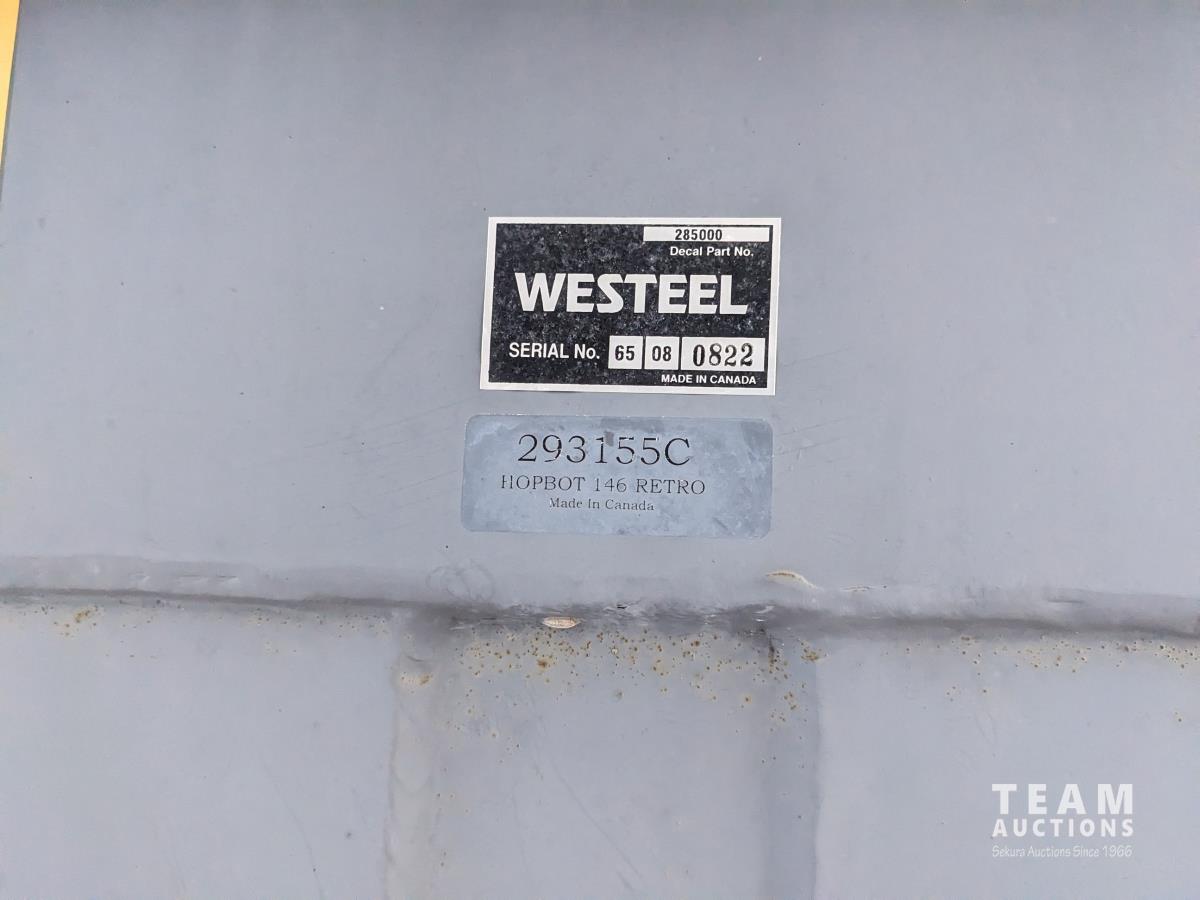 285000
Decal Part No.
WESTEEL
SERIAL No. 65 08 0822
MADE IN CANADA
293155C
HOPBOT 146 RETRO
Made In Canada
TEAM
AUCTIONS
Sekura Auctions Since 1966